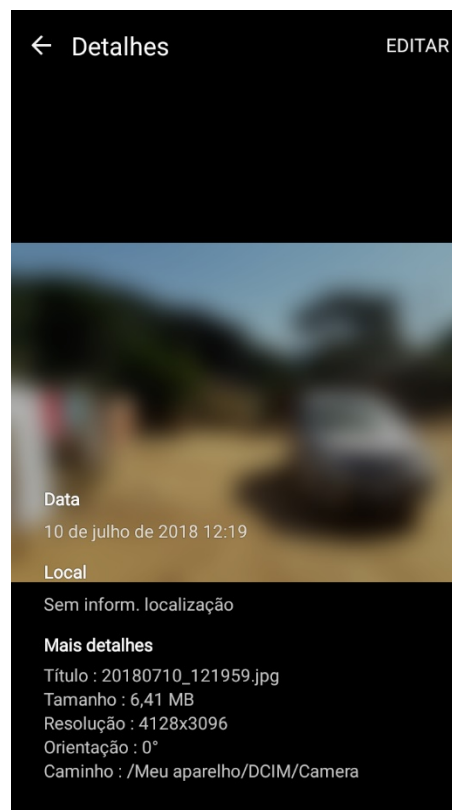 Detalhes EDITAR
Data
10 de julho de 2018 12:19
Local
Sem inform. localização
Mais detalhes
Título : 20180710_121959.jpg
Tamanho : 6,41 MB
Resolução : 4128x3096
Orientação : 0°
Caminho : /Meu aparelho/DCIM/Camera